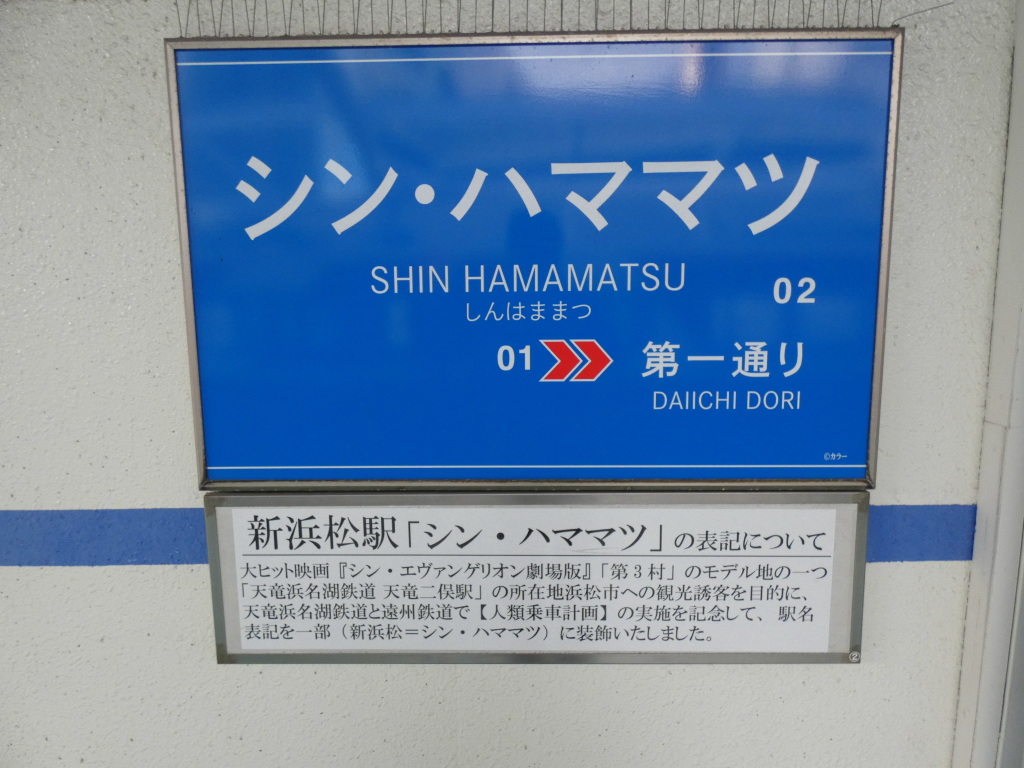 シン・ハママツ
SHIN HAMAMATSU
02
しんはままつ
01 第一通り
DAIICHI DORI
©カラー
新浜松駅「シン・ハママツ」の表記について
大ヒット映画『シン・エヴァンゲリオン劇場版』「第3村」のモデル地の一つ
「天竜浜名湖鉄道 天竜二俣駅」の所在地浜松市への観光誘客を目的に、
天竜浜名湖鉄道と遠州鉄道で【人類乗車計画】の実施を記念して、駅名
表記を一部(新浜松=シン・ハママツ)に装飾いたしました。
②